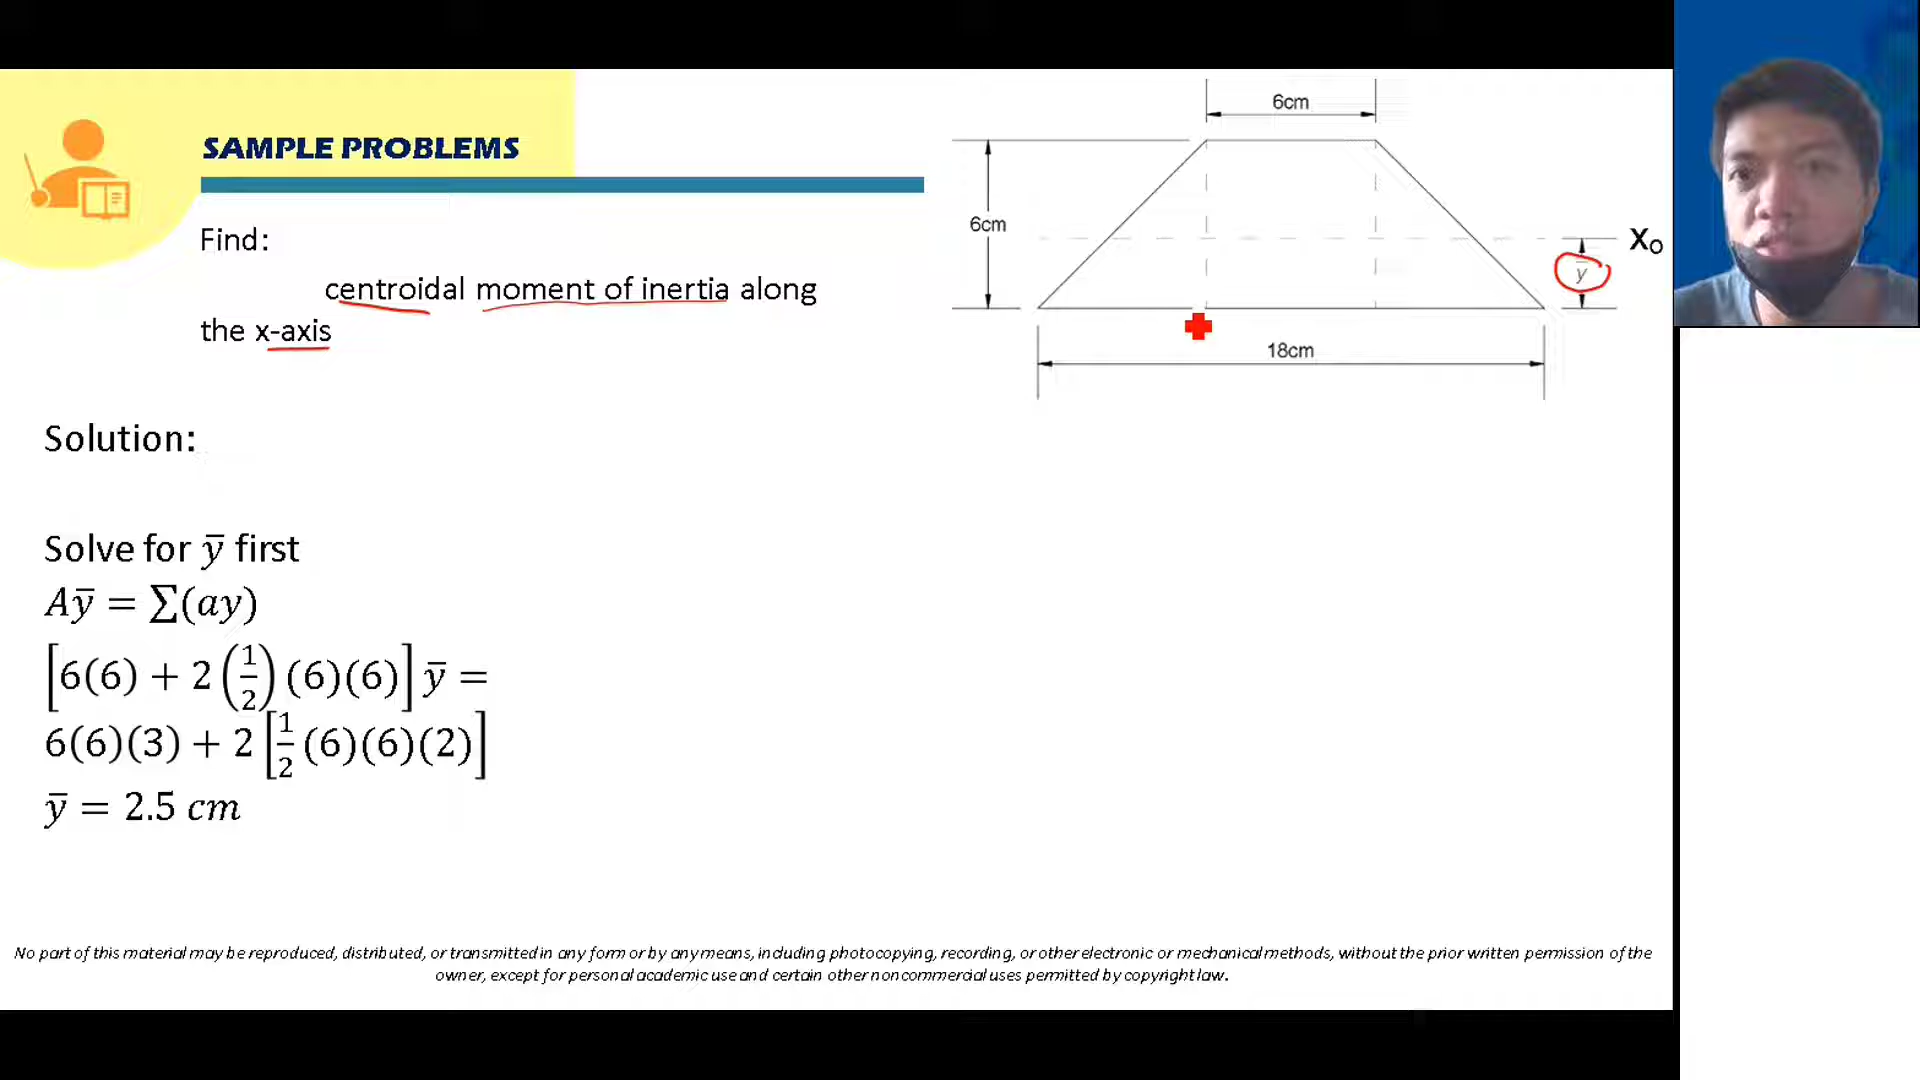 SAMPLE PROBLEMS
Find:
centroidal moment of inertia along
the x-axis
6cm
6cm
X₀
y̅
18cm
Solution:
Solve for y̅ first
Ay̅ = ∑(ay)
[6(6) + 2(1/2)(6)(6)] y̅ =
6(6)(3) + 2[1/2(6)(6)(2)]
y̅ = 2.5 cm
No part of this material may be reproduced, distributed, or transmitted in any form or by any means, including photocopying, recording, or other electronic or mechanical methods, without the prior written permission of the
owner, except for personal academic use and certain other noncommercial uses permitted by copyright law.